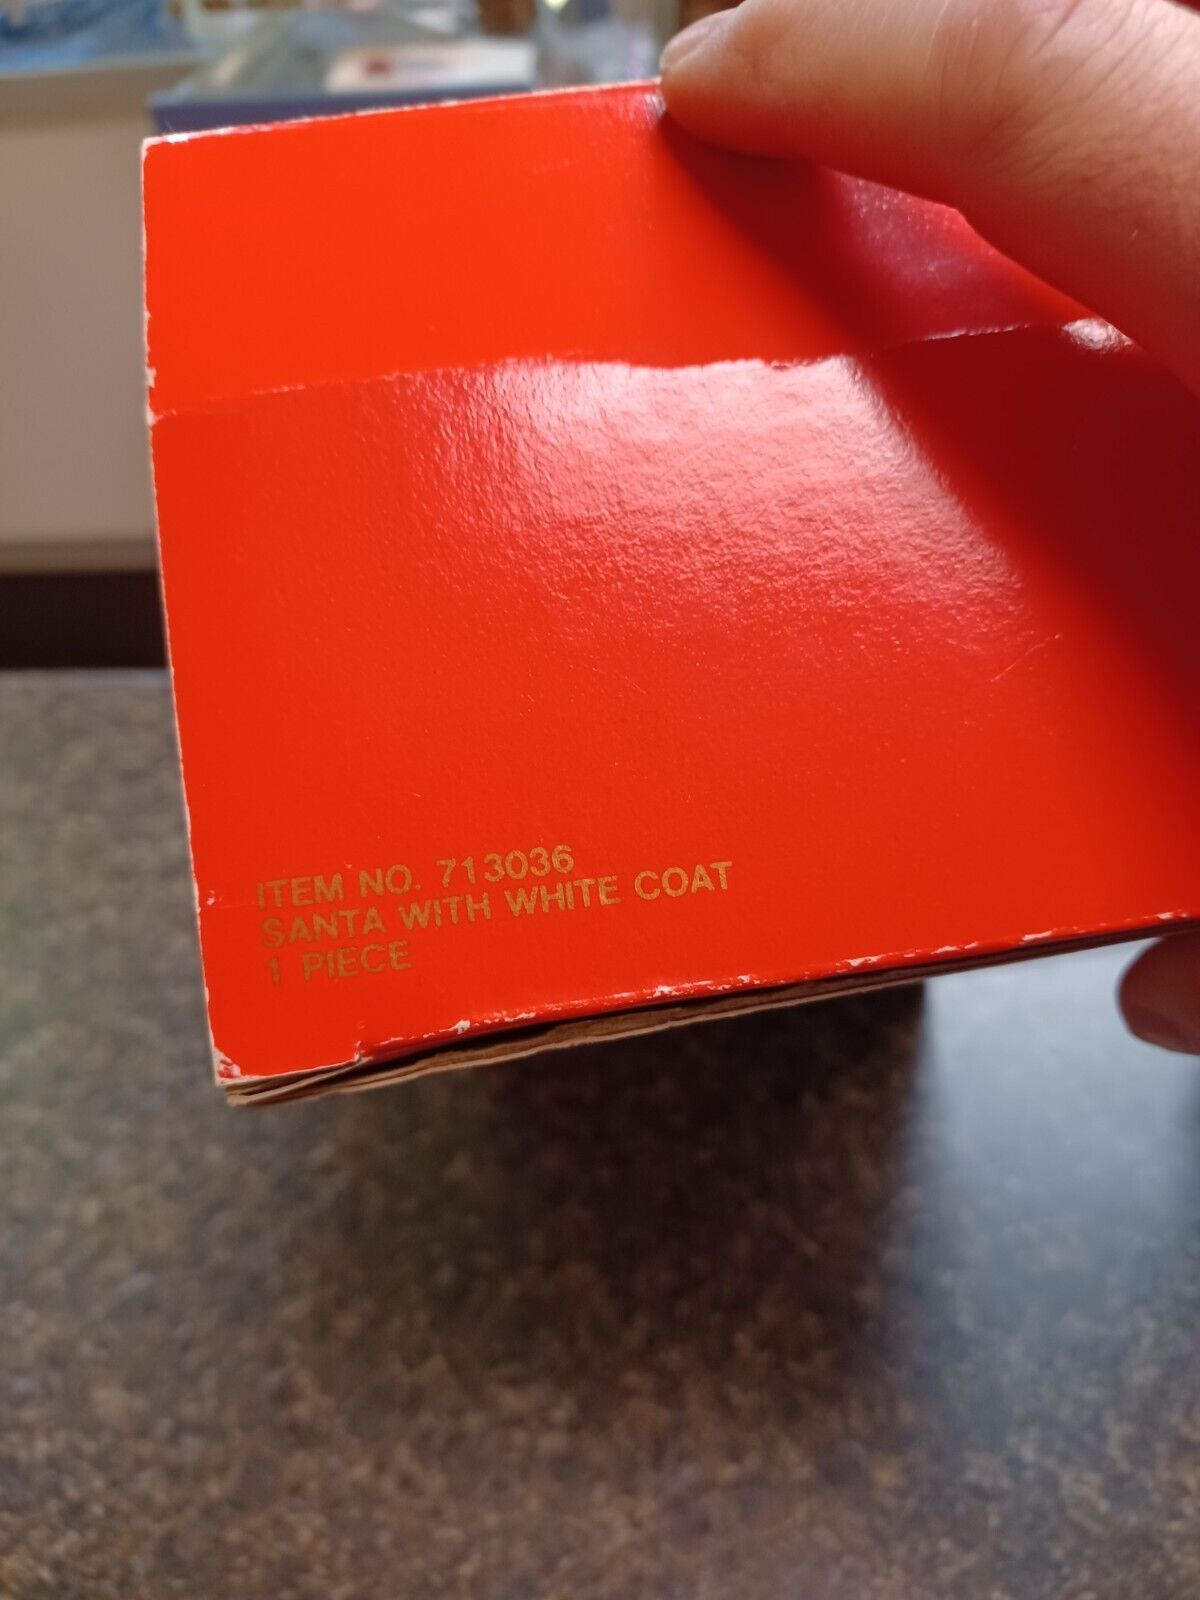 ITEM NO. 713036
SANTA WITH WHITE COAT
1 PIECE